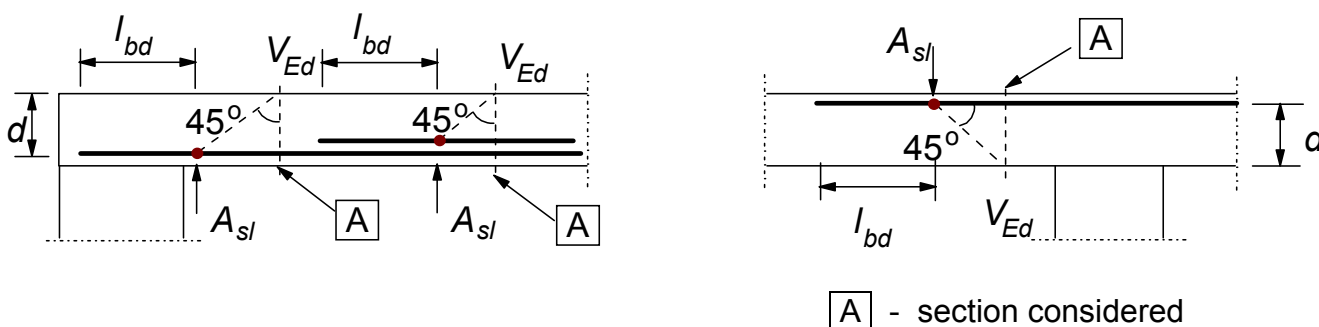 l_bd l_bd
V_Ed V_Ed
A_sl A
d 45° 45° 45° d
A_sl A A_sl A l_bd V_Ed
A - section considered